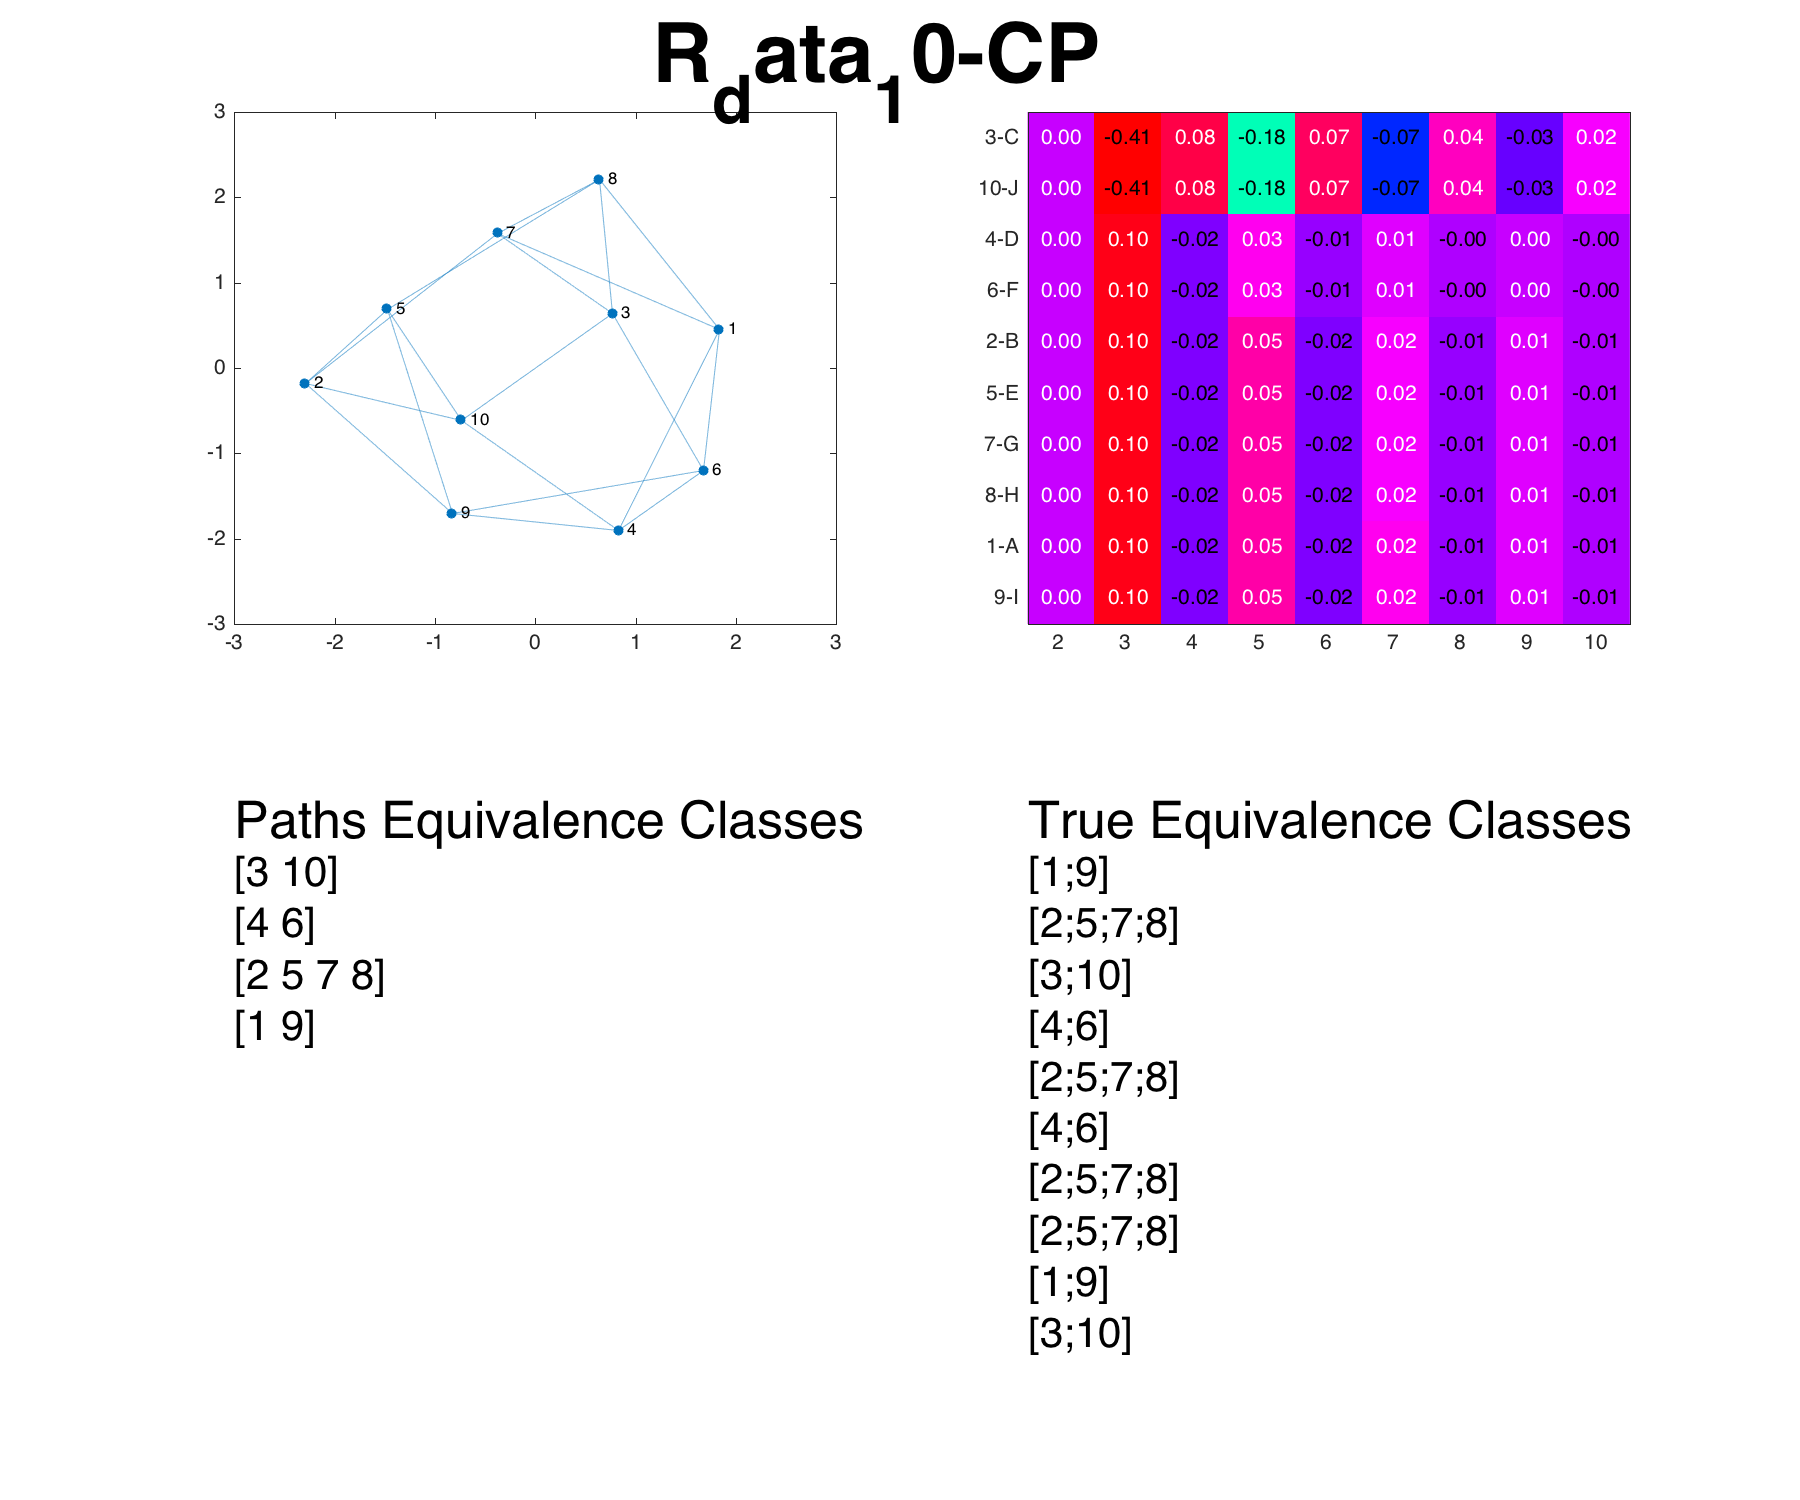 R_data_10-CP
3
2
1
0
-1
-2
-3
-3 -2 -1 0 1 2 3
8
7
5
3
1
2
10
6
9
4
3-C 0.00 -0.41 0.08 -0.18 0.07 -0.07 0.04 -0.03 0.02
10-J 0.00 -0.41 0.08 -0.18 0.07 -0.07 0.04 -0.03 0.02
4-D 0.00 0.10 -0.02 0.03 -0.01 0.01 -0.00 0.00 -0.00
6-F 0.00 0.10 -0.02 0.03 -0.01 0.01 -0.00 0.00 -0.00
2-B 0.00 0.10 -0.02 0.05 -0.02 0.02 -0.01 0.01 -0.01
5-E 0.00 0.10 -0.02 0.05 -0.02 0.02 -0.01 0.01 -0.01
7-G 0.00 0.10 -0.02 0.05 -0.02 0.02 -0.01 0.01 -0.01
8-H 0.00 0.10 -0.02 0.05 -0.02 0.02 -0.01 0.01 -0.01
1-A 0.00 0.10 -0.02 0.05 -0.02 0.02 -0.01 0.01 -0.01
9-I 0.00 0.10 -0.02 0.05 -0.02 0.02 -0.01 0.01 -0.01
2 3 4 5 6 7 8 9 10
Paths Equivalence Classes
[3 10]
[4 6]
[2 5 7 8]
[1 9]
True Equivalence Classes
[1;9]
[2;5;7;8]
[3;10]
[4;6]
[2;5;7;8]
[4;6]
[2;5;7;8]
[2;5;7;8]
[1;9]
[3;10]